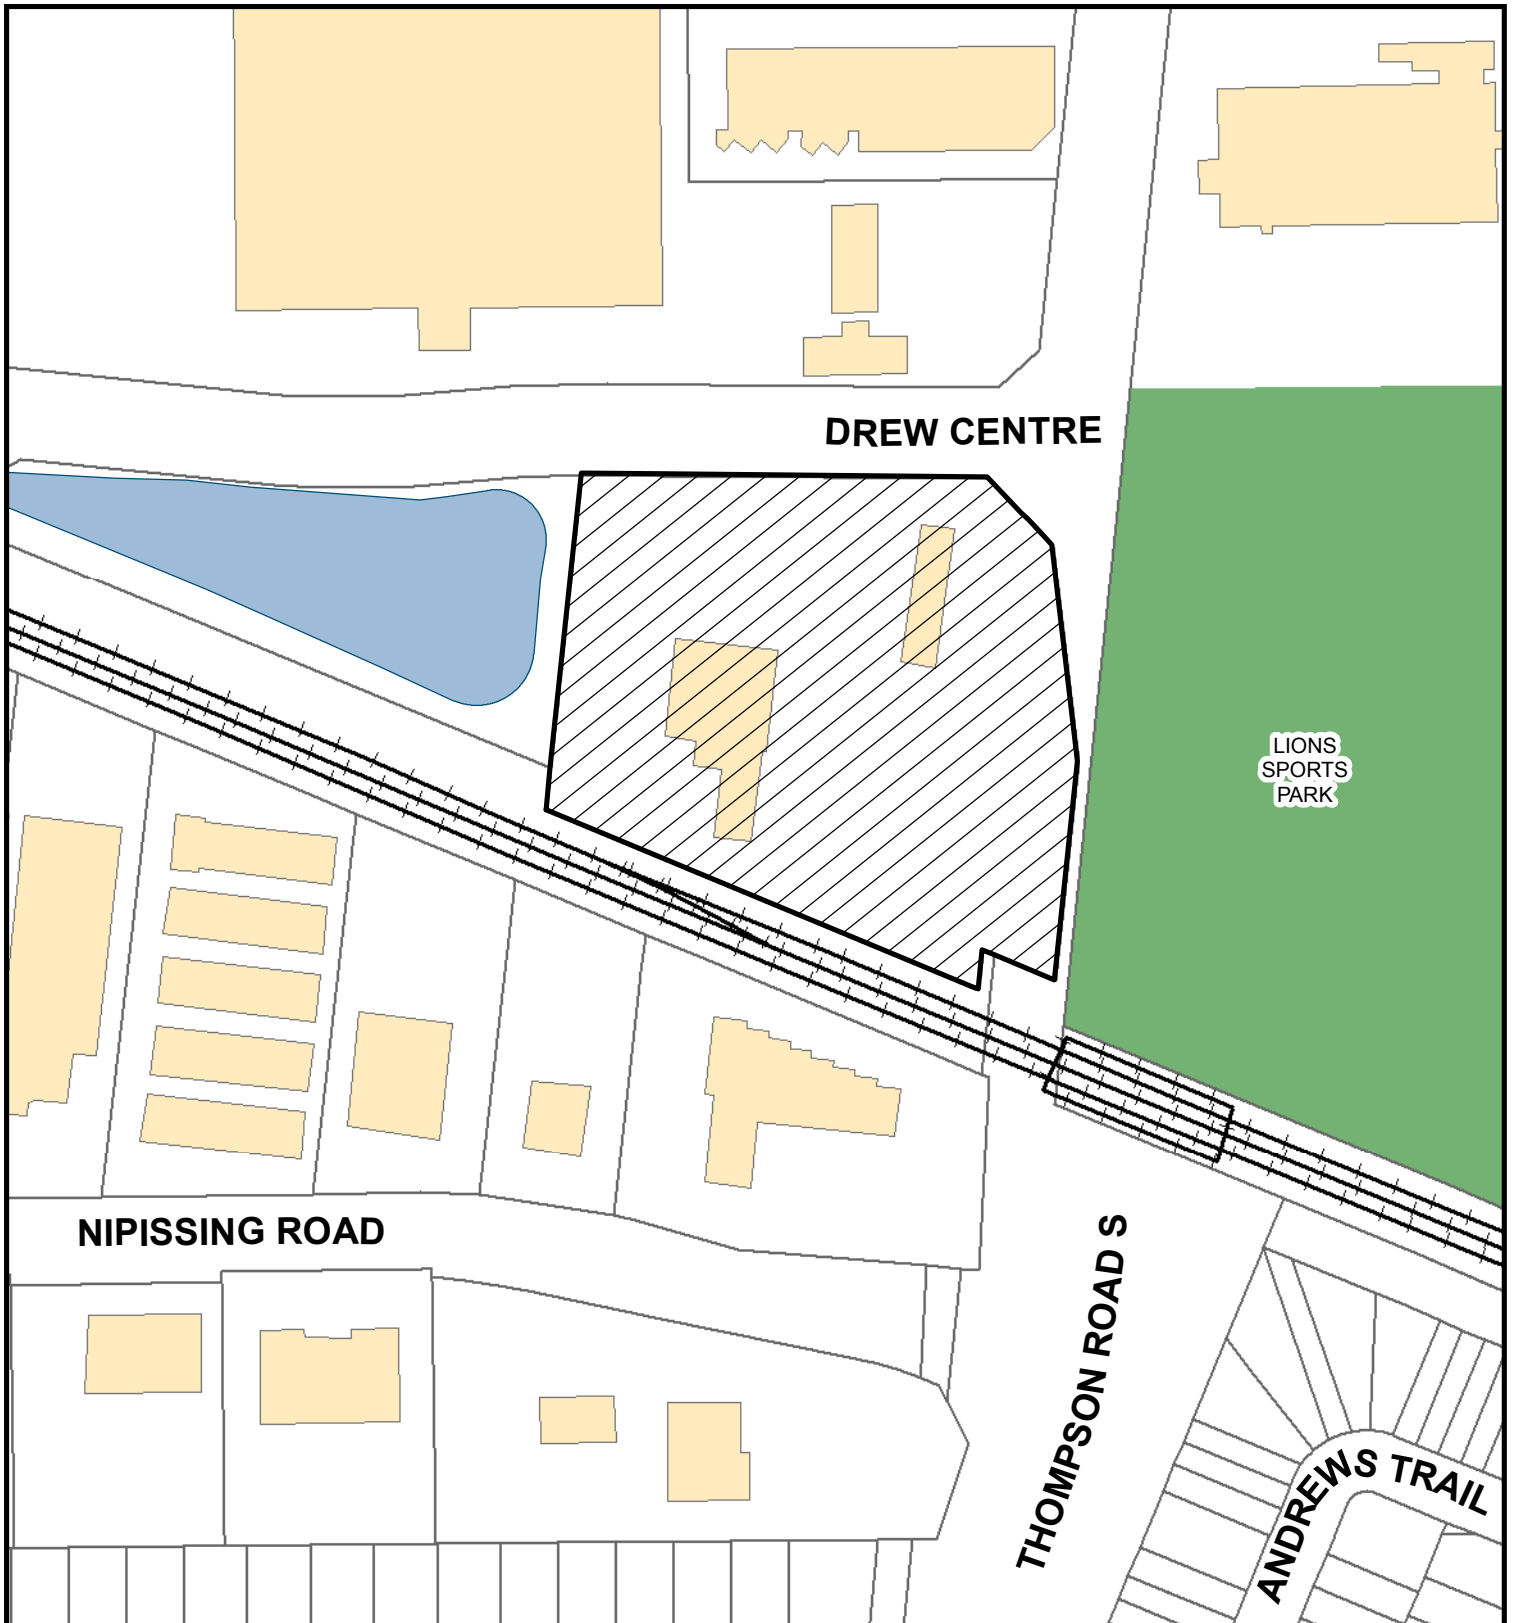 DREW CENTRE
LIONS
SPORTS
PARK
NIPISSING ROAD
THOMPSON ROAD S
ANDREWS TRAIL